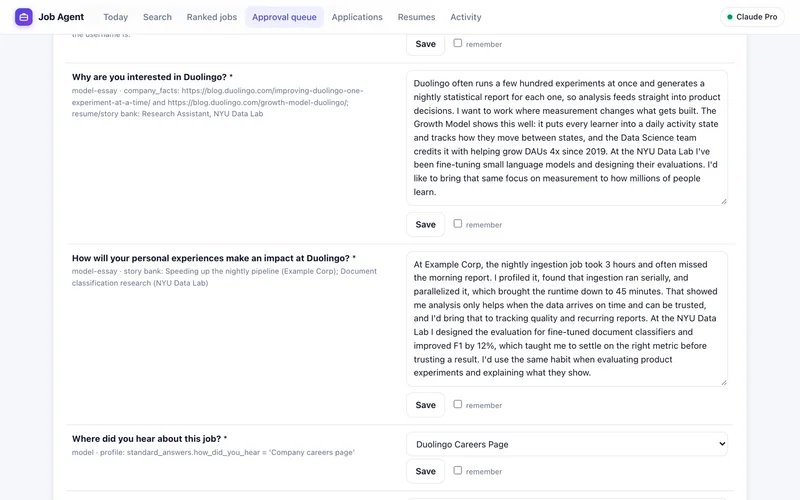 Job Agent Today Search Ranked jobs Approval queue Applications Resumes Activity Claude Pro
the username is.
Save remember
Why are you interested in Duolingo? *
model-essay · company_facts: https://blog.duolingo.com/improving-duolingo-one-
experiment-at-a-time/ and https://blog.duolingo.com/growth-model-duolingo/;
resume/story bank: Research Assistant, NYU Data Lab
Duolingo often runs a few hundred experiments at once and generates a
nightly statistical report for each one, so analysis feeds straight into product
decisions. I want to work where measurement changes what gets built. The
Growth Model shows this well: it puts every learner into a daily activity state
and tracks how they move between states, and the Data Science team
credits it with helping grow DAUs 4x since 2019. At the NYU Data Lab I've
been fine-tuning small language models and designing their evaluations. I'd
like to bring that same focus on measurement to how millions of people
learn.
Save remember
How will your personal experiences make an impact at Duolingo? *
model-essay · story bank: Speeding up the nightly pipeline (Example Corp); Document
classification research (NYU Data Lab)
At Example Corp, the nightly ingestion job took 3 hours and often missed
the morning report. I profiled it, found that ingestion ran serially, and
parallelized it, which brought the runtime down to 45 minutes. That showed
me analysis only helps when the data arrives on time and can be trusted,
and I'd bring that to tracking quality and recurring reports. At the NYU Data
Lab I designed the evaluation for fine-tuned document classifiers and
improved F1 by 12%, which taught me to settle on the right metric before
trusting a result. I'd use the same habit when evaluating product
experiments and explaining what they show.
Save remember
Where did you hear about this job? *
model · profile: standard_answers.how_did_you_hear = 'Company careers page'
Duolingo Careers Page
Save remember